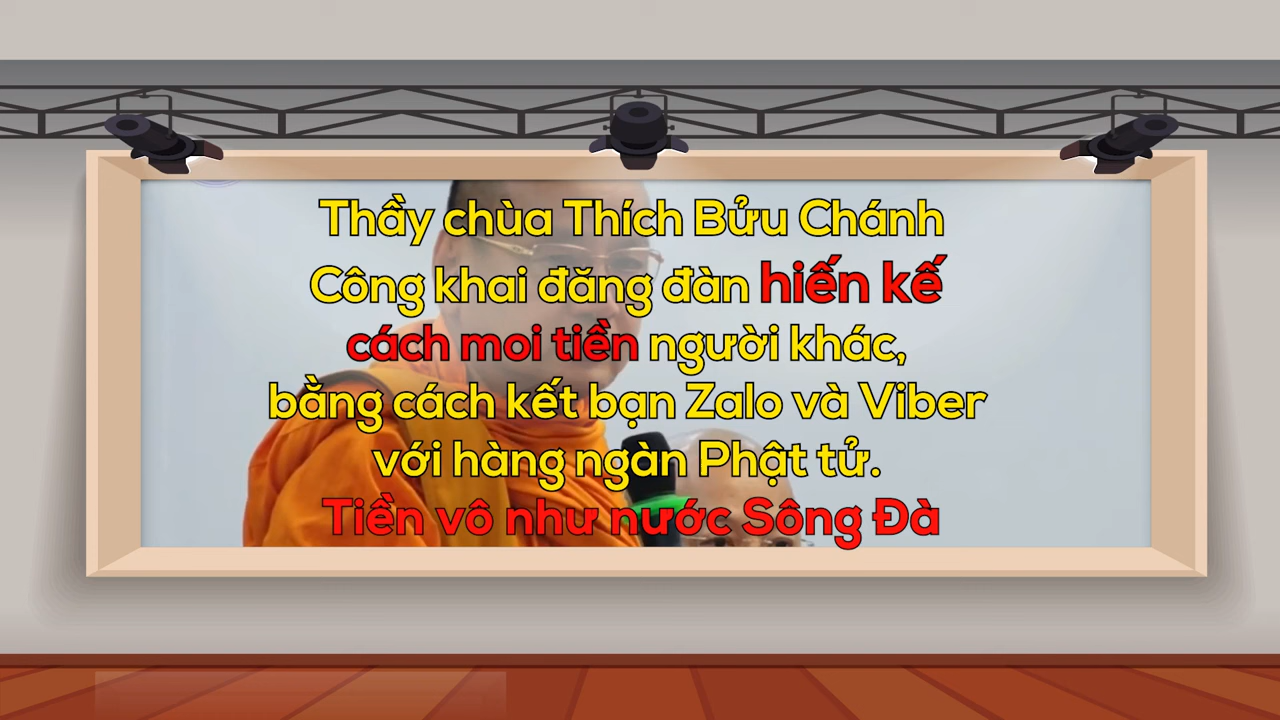 Thầy chùa Thích Bửu Chánh
Công khai đăng đàn hiến kế
cách moi tiền người khác,
bằng cách kết bạn Zalo và Viber
với hàng ngàn Phật tử.
Tiền vô như nước Sông Đà